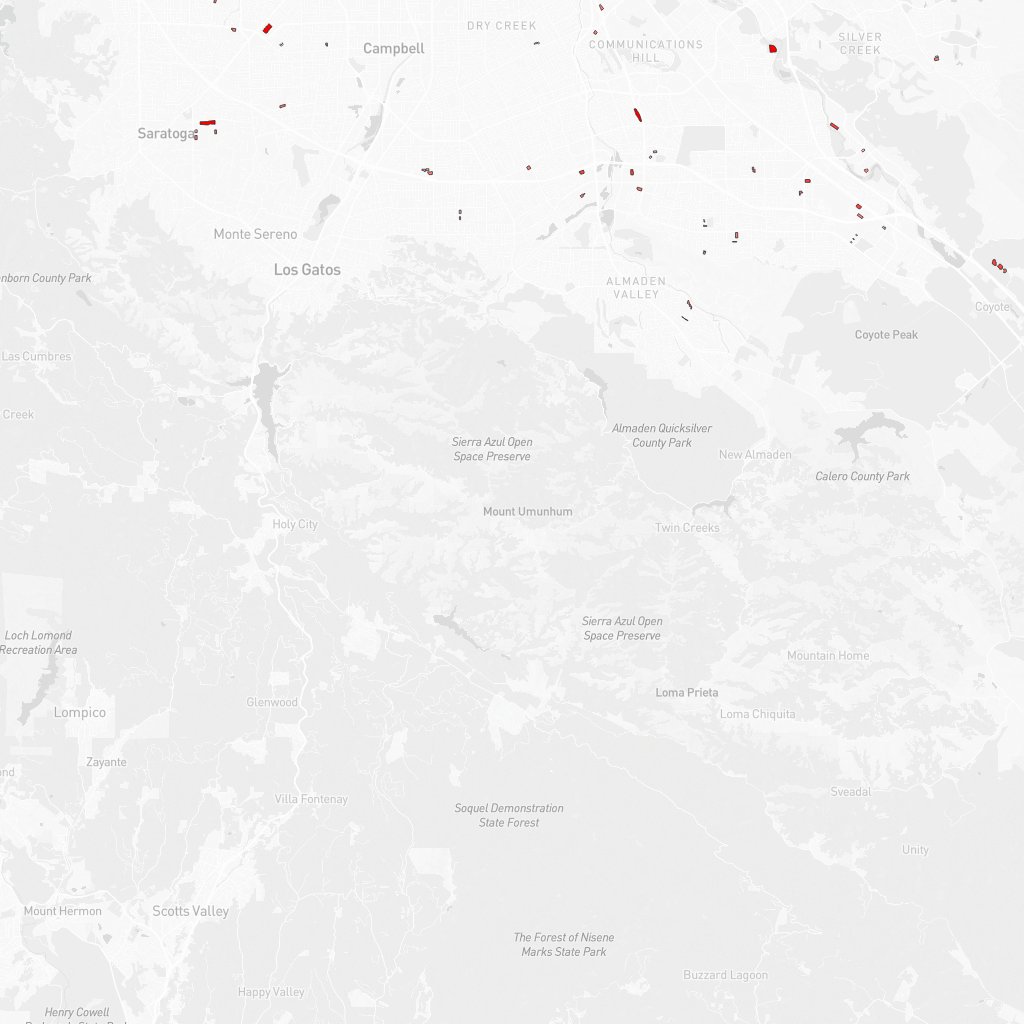 DRY CREEK
SILVER
CREEK
Campbell
COMMUNICATIONS
HILL
Saratoga
Monte Sereno
Los Gatos
nborn County Park
ALMADEN
VALLEY
Coyote
Coyote Peak
Las Cumbres
Creek
Almaden Quicksilver
County Park
Sierra Azul Open
Space Preserve
New Almaden
Calero County Park
Mount Umunhum
Holy City
Twin Creeks
Sierra Azul Open
Space Preserve
Loch Lomond
Recreation Area
Mountain Home
Loma Prieta
Glenwood
Lompico
Loma Chiquita
Zayante
ond
Sveadal
Villa Fontenay
Soquel Demonstration
State Forest
Unity
Mount Hermon
Scotts Valley
The Forest of Nisene
Marks State Park
Buzzard Lagoon
Happy Valley
Henry Cowell